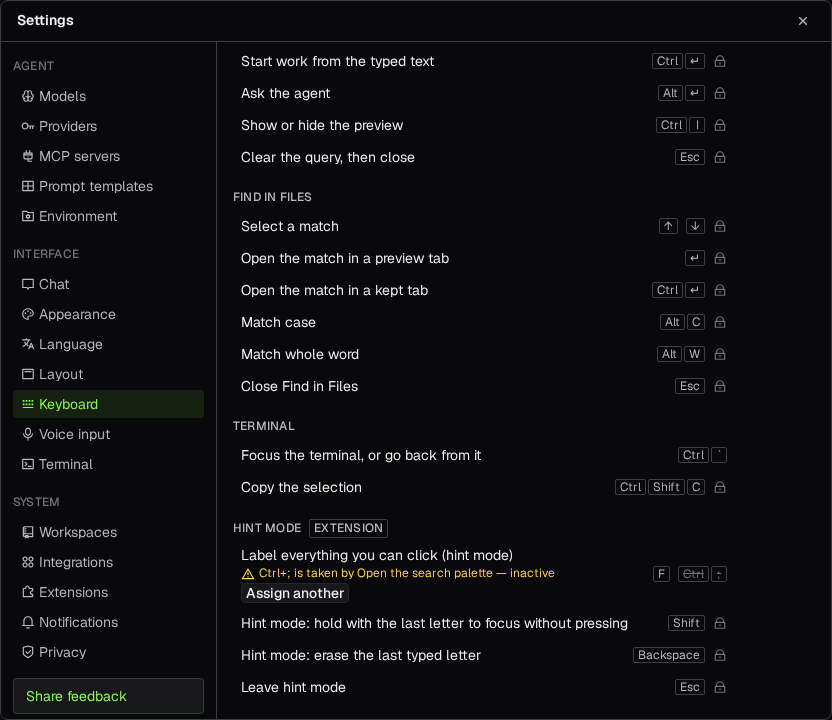 Settings
AGENT
Models
Providers
MCP servers
Prompt templates
Environment
INTERFACE
Chat
Appearance
Language
Layout
Keyboard
Voice input
Terminal
SYSTEM
Workspaces
Integrations
Extensions
Notifications
Privacy
Share feedback
Start work from the typed text Ctrl ↵
Ask the agent Alt ↵
Show or hide the preview Ctrl I
Clear the query, then close Esc
FIND IN FILES
Select a match ↑ ↓
Open the match in a preview tab ↵
Open the match in a kept tab Ctrl ↵
Match case Alt C
Match whole word Alt W
Close Find in Files Esc
TERMINAL
Focus the terminal, or go back from it Ctrl `
Copy the selection Ctrl Shift C
HINT MODE EXTENSION
Label everything you can click (hint mode)
Ctrl+; is taken by Open the search palette — inactive F Ctrl ;
Assign another
Hint mode: hold with the last letter to focus without pressing Shift
Hint mode: erase the last typed letter Backspace
Leave hint mode Esc